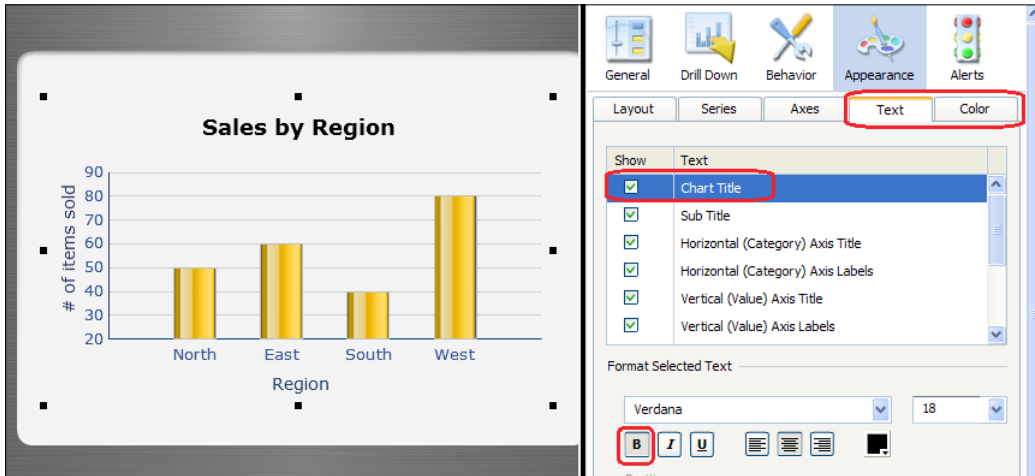 Sales by Region
# of items sold
90
80
70
60
50
40
30
20
North East South West
Region
General Drill Down Behavior Appearance Alerts
Layout Series Axes Text Color
Show Text
Chart Title
Sub Title
Horizontal (Category) Axis Title
Horizontal (Category) Axis Labels
Vertical (Value) Axis Title
Vertical (Value) Axis Labels
Format Selected Text
Verdana 18
B I U